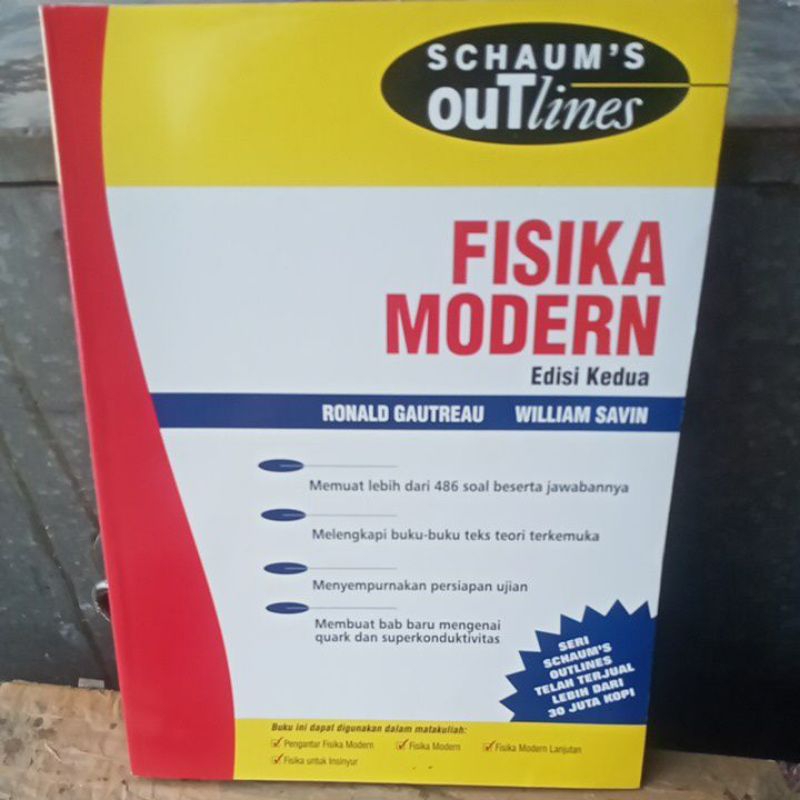 SCHAUM'S
OUTlines
FISIKA
MODERN
Edisi Kedua
RONALD GAUTREAU WILLIAM SAVIN
Memuat lebih dari 486 soal beserta jawabannya
Melengkapi buku-buku teks teori terkemuka
Menyempurnakan persiapan ujian
Membuat bab baru mengenai
quark dan superkonduktivitas
SERI
SCHAUM'S
OUTLINES
TELAH TERJUAL
LEBIH DARI
30 JUTA KOPI
Buku ini dapat digunakan dalam matakuliah:
Pengantar Fisika Modern Fisika Modern Fisika Modern Lanjutan
Fisika untuk Insinyur